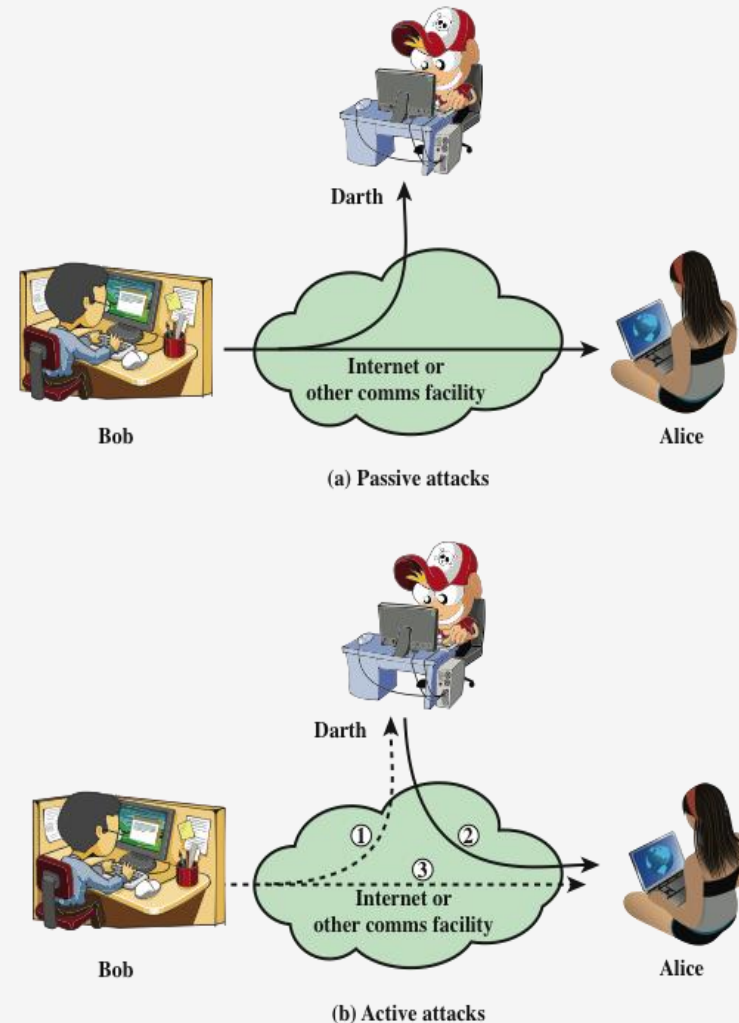 Darth
Internet or
other comms facility
Bob
Alice
(a) Passive attacks
Darth
1
2
3
Internet or
other comms facility
Bob
Alice
(b) Active attacks